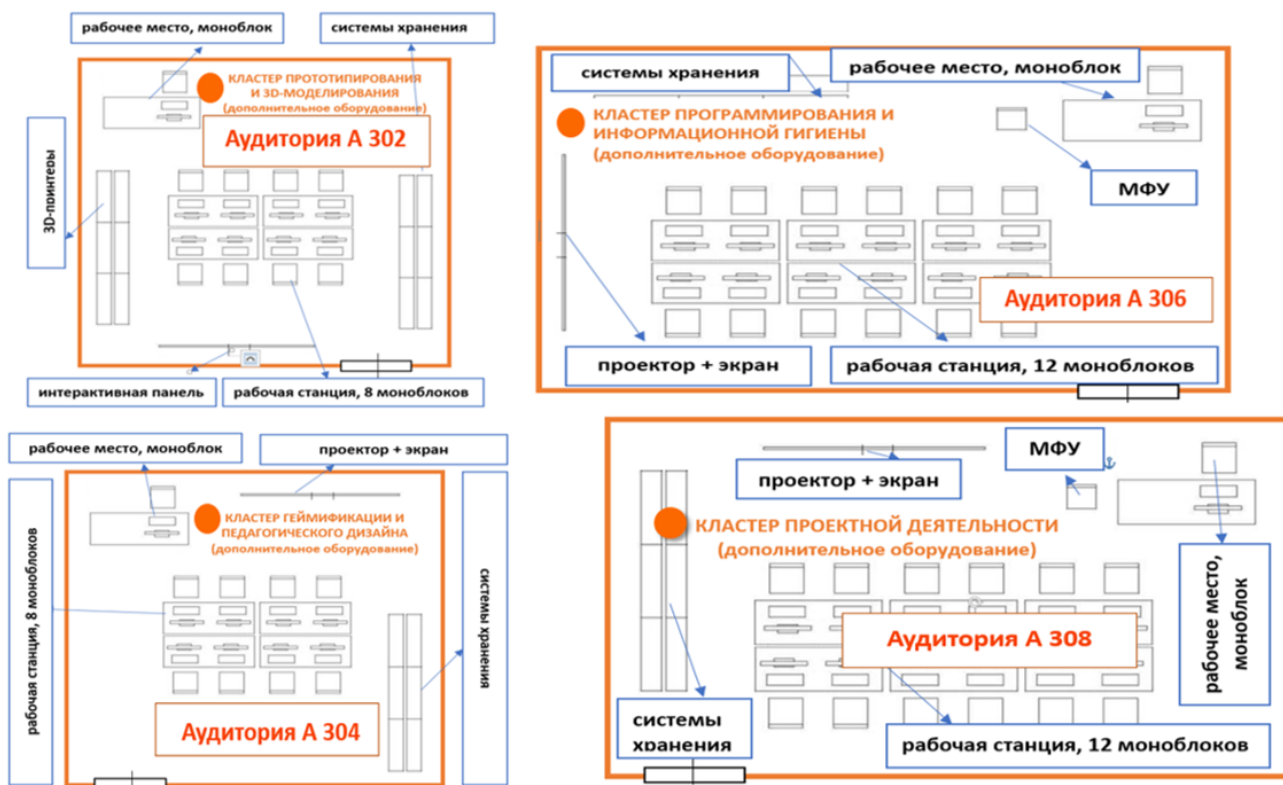 рабочее место, моноблок
системы хранения
КЛАСТЕР ПРОТОТИПИРОВАНИЯ
И 3D-МОДЕЛИРОВАНИЯ
(дополнительное оборудование)
Аудитория А 302
3D-принтеры
интерактивная панель
рабочая станция, 8 моноблоков
системы хранения
рабочее место, моноблок
КЛАСТЕР ПРОГРАММИРОВАНИЯ И
ИНФОРМАЦИОННОЙ ГИГИЕНЫ
(дополнительное оборудование)
МФУ
Аудитория А 306
проектор + экран
рабочая станция, 12 моноблоков
рабочее место, моноблок
проектор + экран
КЛАСТЕР ГЕЙМИФИКАЦИИ И
ПЕДАГОГИЧЕСКОГО ДИЗАЙНА
(дополнительное оборудование)
рабочая станция, 8 моноблоков
системы хранения
Аудитория А 304
МФУ
проектор + экран
КЛАСТЕР ПРОЕКТНОЙ ДЕЯТЕЛЬНОСТИ
(дополнительное оборудование)
рабочее место,
моноблок
Аудитория А 308
системы
хранения
рабочая станция, 12 моноблоков